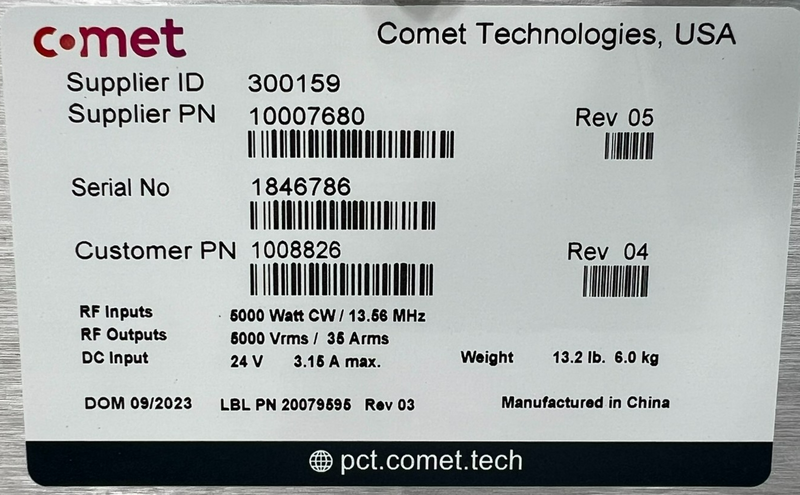 comet
Comet Technologies, USA
Supplier ID 300159
Supplier PN 10007680 Rev 05
Serial No 1846786
Customer PN 1008826 Rev 04
RF Inputs 5000 Watt CW / 13.56 MHz
RF Outputs 5000 Vrms / 35 Arms
DC Input 24 V 3.15 A max. Weight 13.2 lb. 6.0 kg
DOM 09/2023 LBL PN 20079595 Rev 03 Manufactured in China
pct.comet.tech